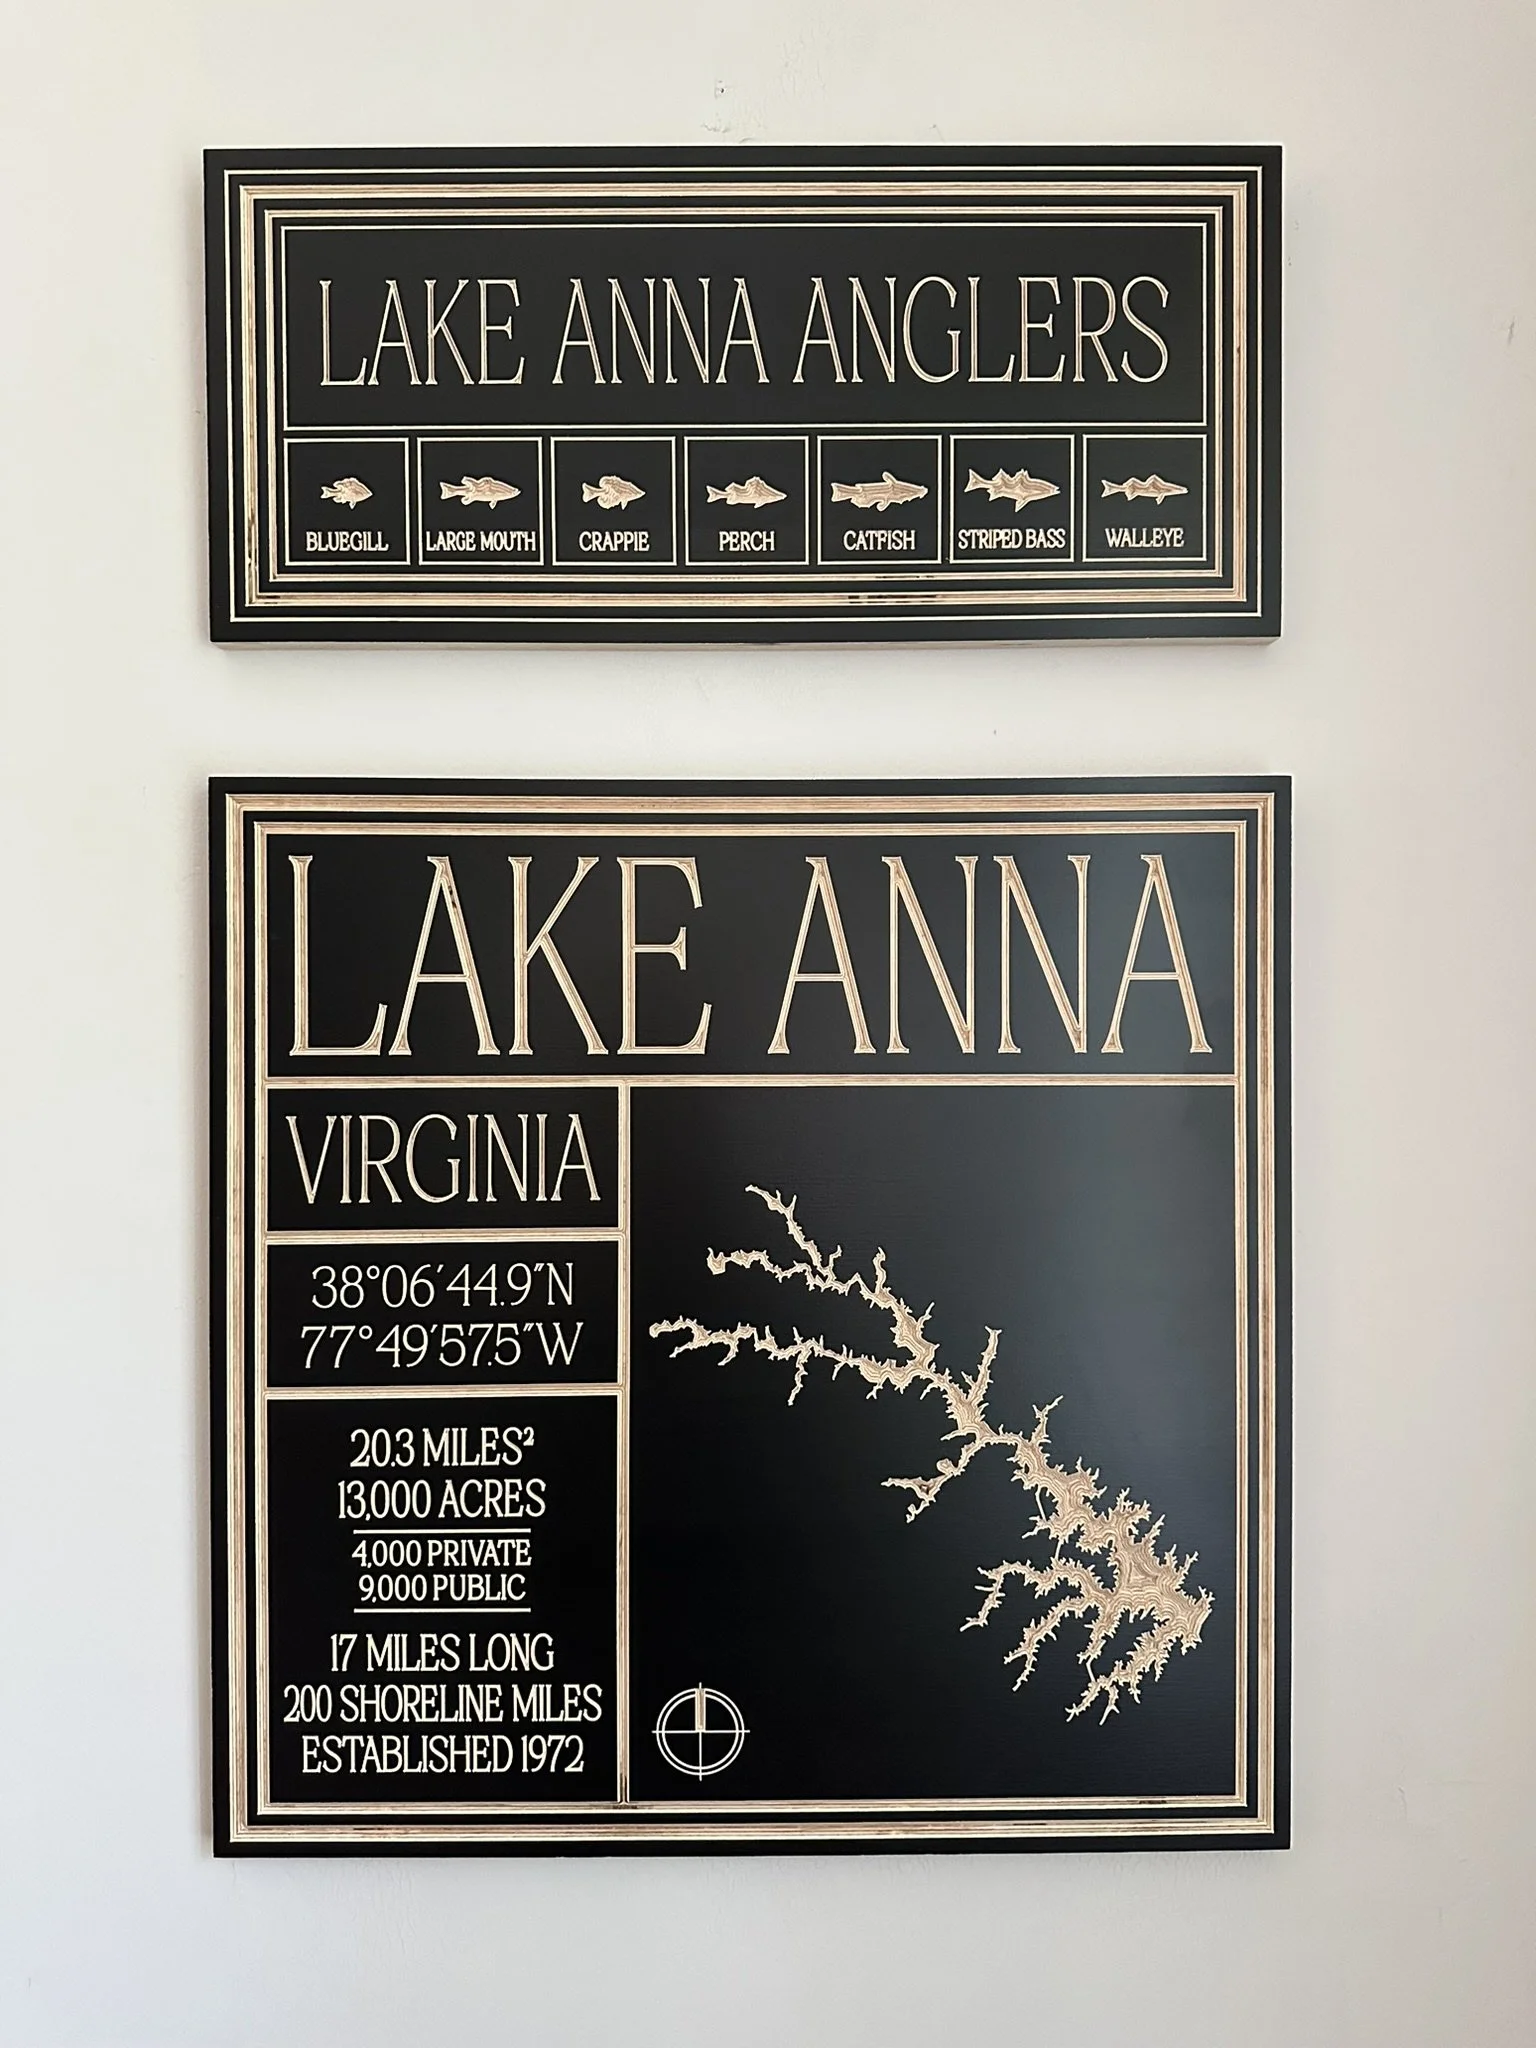 LAKE ANNA ANGLERS
BLUEGILL
LARGE MOUTH
CRAPPIE
PERCH
CATFISH
STRIPED BASS
WALLEYE
LAKE ANNA
VIRGINIA
38°06′44.9″N
77°49′57.5″W
20.3 MILES²
13,000 ACRES
4,000 PRIVATE
9,000 PUBLIC
17 MILES LONG
200 SHORELINE MILES
ESTABLISHED 1972